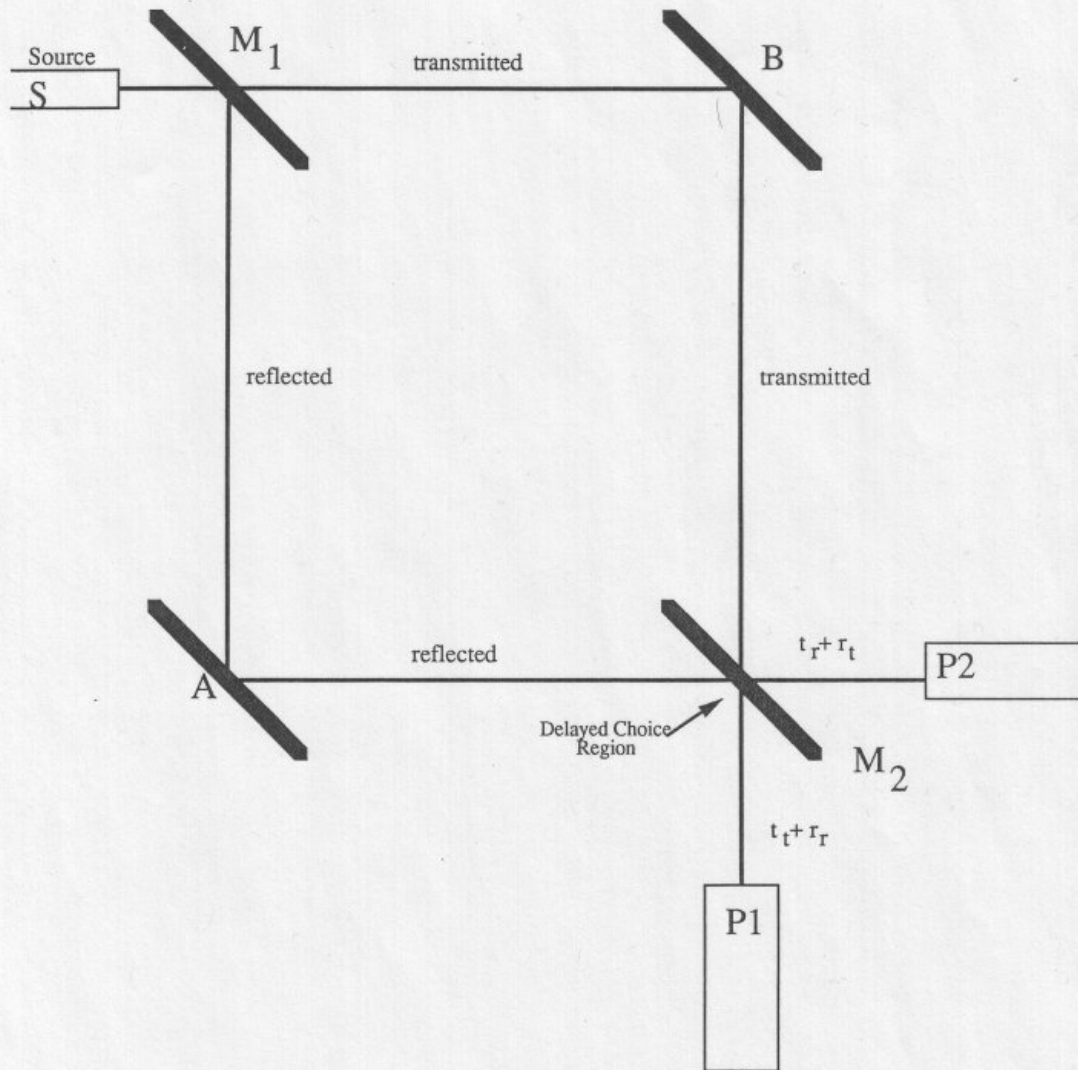 Source
S
M1
transmitted
B
reflected
transmitted
A
reflected
tr+rt
P2
Delayed Choice
Region
M2
tt+rr
P1